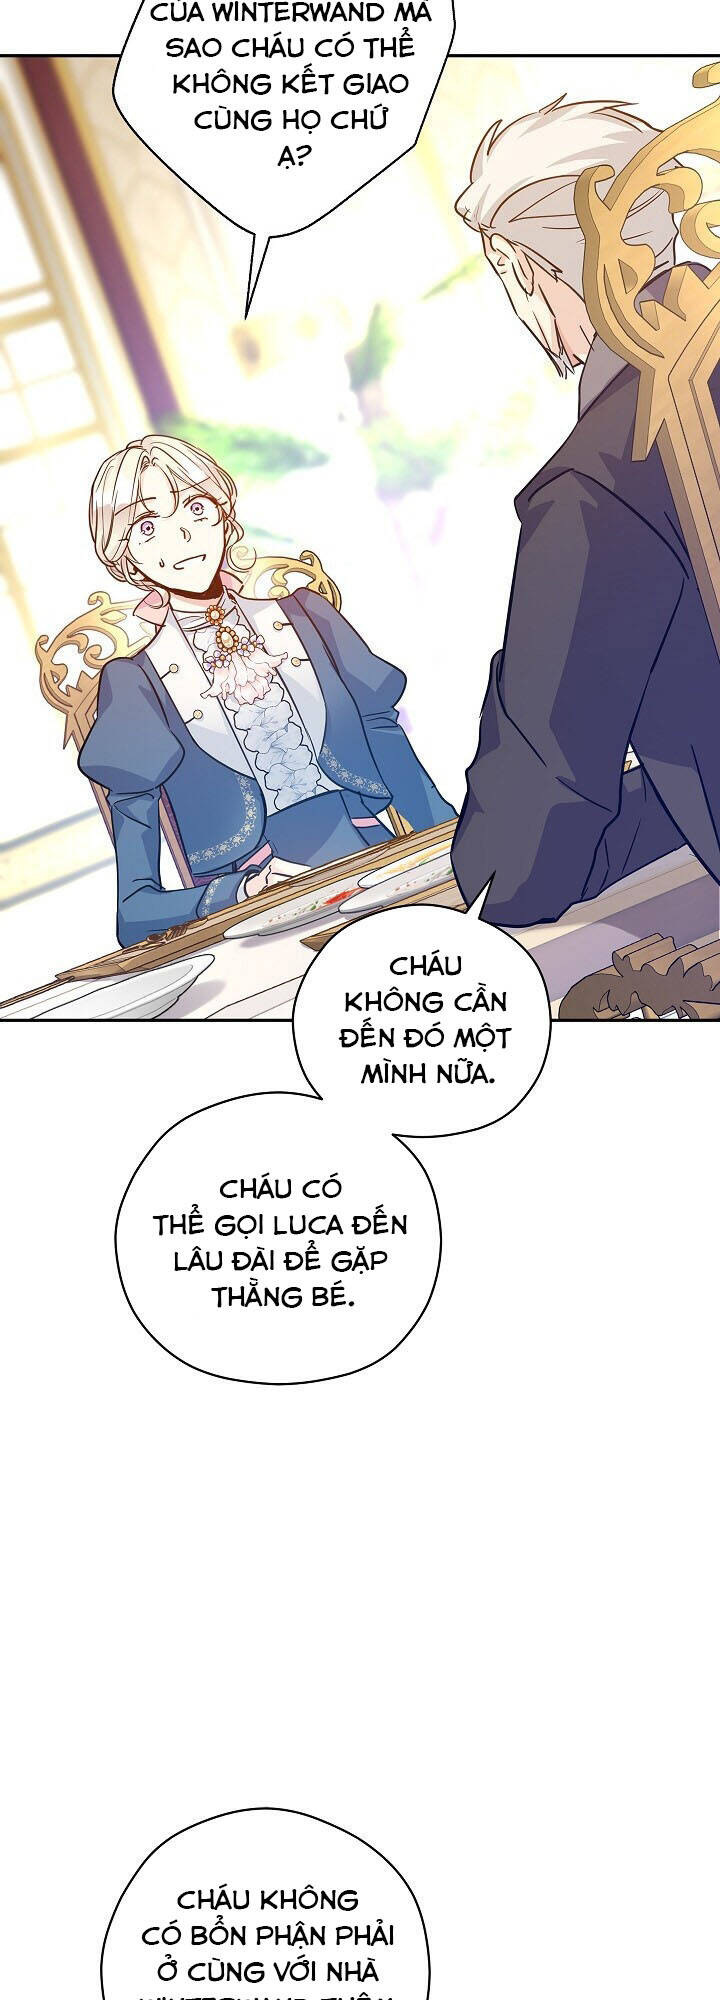 CỦA WINTERWAND MÀ
SAO CHÁU CÓ THỂ
KHÔNG KẾT GIAO
CÙNG HỌ CHỨ
Ạ?
CHÁU
KHÔNG CẦN
ĐẾN ĐÓ MỘT
MÌNH NỮA.
CHÁU CÓ
THỂ GỌI LUCA ĐẾN
LÂU ĐÀI ĐỂ GẶP
THẰNG BÉ.
CHÁU KHÔNG
CÓ BỔN PHẬN PHẢI
Ở CÙNG VỚI NHÀ